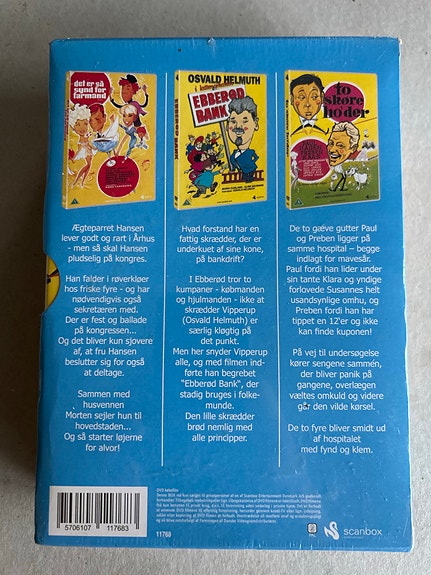 det er så
synd for
farmand
Ægteparret Hansen
lever godt og rart i Århus
- men så skal Hansen
pludselig på kongres.
Han falder i røverkløer
hos friske fyre - og har
nødvendigvis også
sekretæren med.
Der er fest og ballade
på kongressen...
Og det bliver kun sjovere
af, at fru Hansen
beslutter sig for også
at deltage.
Sammen med
husvennen
Morten sejler hun til
hovedstaden...
Og så starter løjerne
for alvor!
OSVALD HELMUTH
EBBERØD
BANK
EBBERØD BANK
Hvad forstand har en
fattig skrædder, der er
underkuet af sine kone,
på bankdrift?
I Ebberød tror to
kumpaner - købmanden
og hjulmanden - ikke at
skrædder Vipperup
(Osvald Helmuth) er
særlig kløgtig på
det punkt.
Men her snyder Vipperup
alle, og med filmen ind-
førte han begrebet
"Ebberød Bank", der
stadig bruges i folke-
munde.
Den lille skrædder
brød nemlig med
alle principper.
to
skøre
ho'der
De to gæve gutter Paul
og Preben ligger på
samme hospital – begge
indlagt for mavesår.
Paul fordi han lider under
sin tante Klara og yndige
forlovede Susannes helt
usandsynlige omhu, og
Preben fordi han har
tippet en 12'er og ikke
kan finde kuponen!
På vej til undersøgelse
kører sengene sammen,
der bliver panik på
gangene, overlægen
væltes omkuld og videre
går den vilde kørsel.
De to fyre bliver smidt ud
af hospitalet
med fynd og klem.
5706107 117683
11768
scanbox